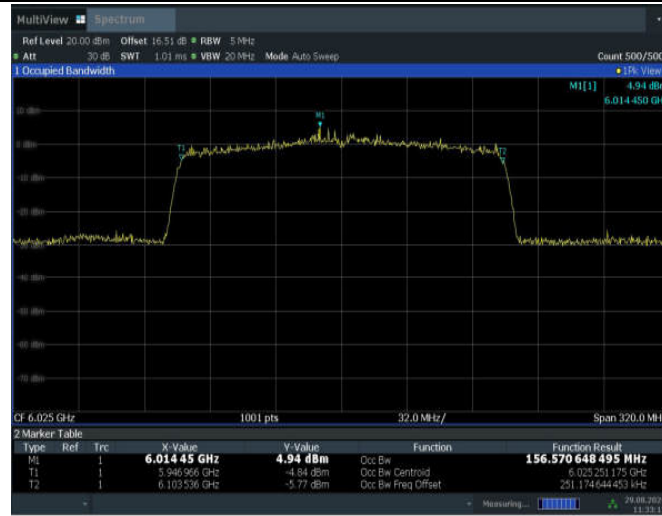 MultiView Spectrum
Ref Level 20.00 dBm Offset 16.51 dB RBW 5 MHz
Att 30 dB SWT 1.01 ms VBW 20 MHz Mode Auto Sweep Count 500/500
1 Occupied Bandwidth 1Pk View
M1[1] 4.94 dBm
6.014 450 GH
10 dBm
M1
0 dBm
T1 T2
-10 dBm
-20 dBm
-30 dBm
-40 dBm
-50 dBm
-60 dBm
-70 dBm
CF 6.025 GHz 1001 pts 32.0 MHz/ Span 320.0 MH
2 Marker Table
Type Ref Trc X-Value Y-Value Function Function Result
M1 1 6.014 45 GHz 4.94 dBm Occ Bw 156.570 648 495 MHz
T1 1 5.946 966 GHz -4.84 dBm Occ Bw Centroid 6.025 251 175 GHz
T2 1 6.103 536 GHz -5.77 dBm Occ Bw Freq Offset 251.174 644 453 kHz
Measuring...
11:33:1